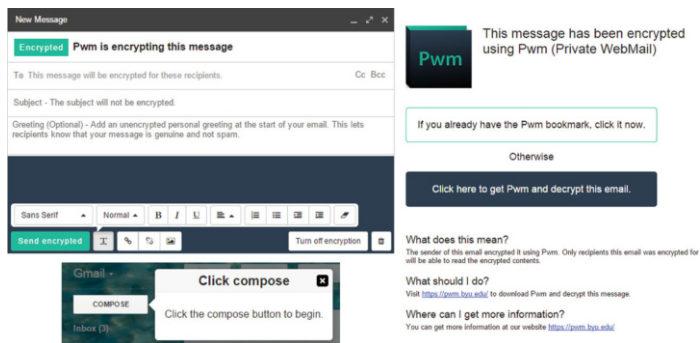 New Message
Encrypted Pwm is encrypting this message
To This message will be encrypted for these recipients. Cc Bcc
Subject - The subject will not be encrypted.
Greeting (Optional) - Add an unencrypted personal greeting at the start of your email. This lets
recipients know that your message is genuine and not spam.
Sans Serif Normal B I U
Send encrypted T Turn off encryption
Gmail
COMPOSE
Inbox (3)
Click compose
Click the compose button to begin.
Pwm
This message has been encrypted
using Pwm (Private WebMail)
If you already have the Pwm bookmark, click it now.
Otherwise
Click here to get Pwm and decrypt this email.
What does this mean?
The sender of this email encrypted it using Pwm. Only recipients this email was encrypted for
will be able to read the encrypted contents.
What should I do?
Visit https://pwm.byu.edu/ to download Pwm and decrypt this message.
Where can I get more information?
You can get more information at our website https://pwm.byu.edu/